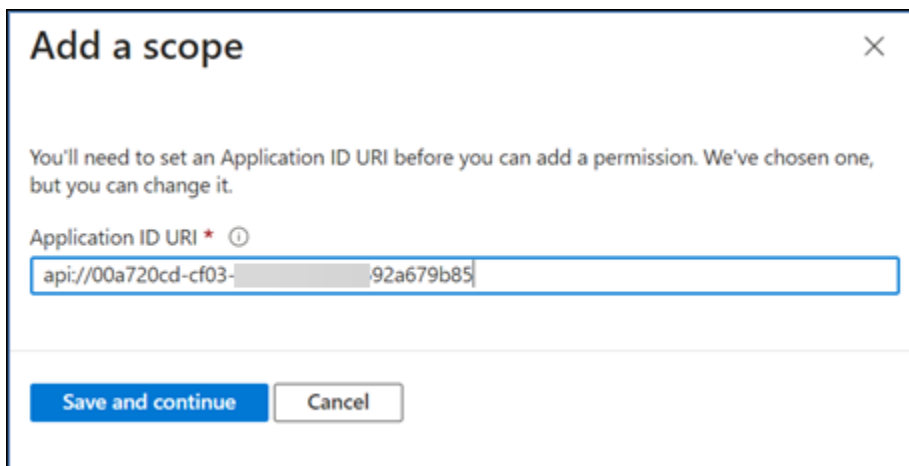 Add a scope
You'll need to set an Application ID URI before you can add a permission. We've chosen one,
but you can change it.
Application ID URI *
api://00a720cd-cf03- 92a679b85
Save and continue
Cancel